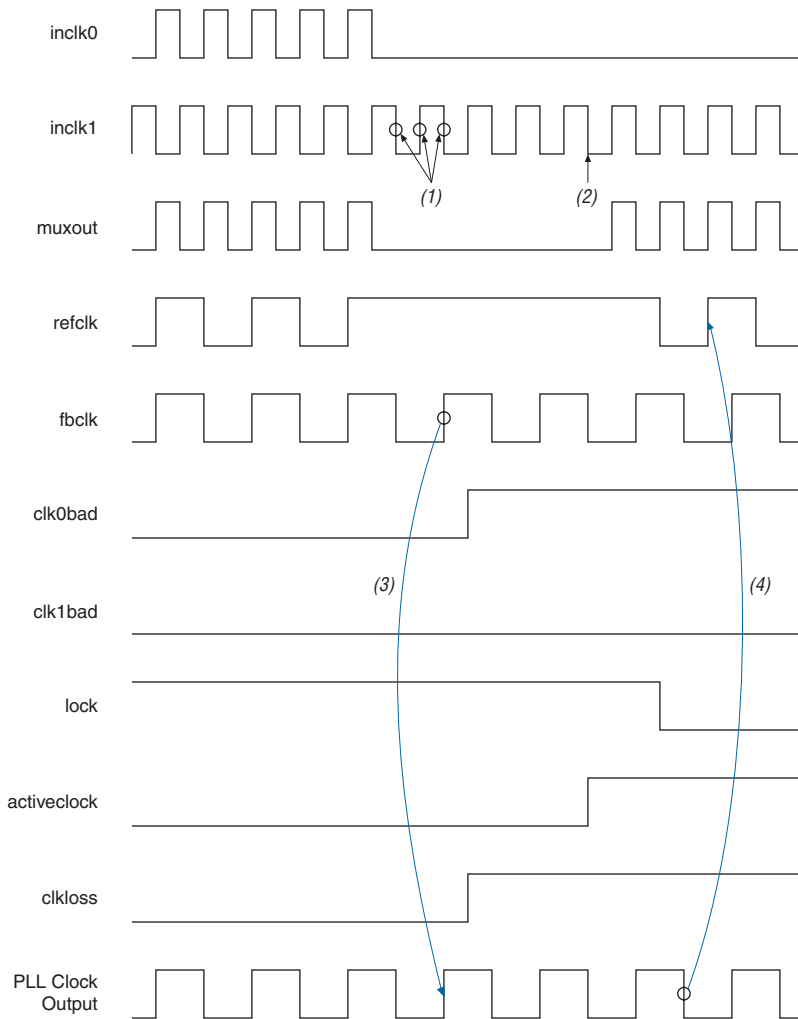 inclk0
inclk1
(1)
(2)
muxout
refclk
fbclk
clk0bad
(3)
(4)
clk1bad
lock
activeclock
clkloss
PLL Clock
Output